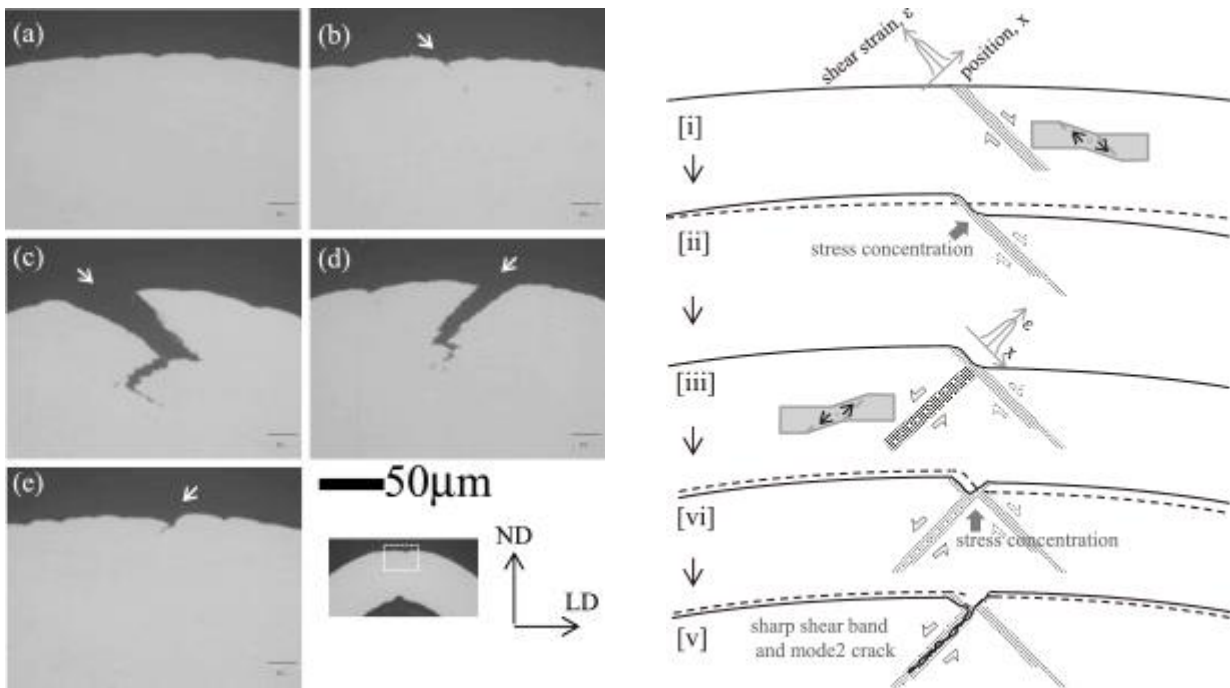 (a)
(b)
(c)
(d)
(e)
50μm
ND
LD
shear strain, ε
position, x
[i]
[ii]
stress concentration
ε
x
[iii]
[vi]
stress concentration
sharp shear band
and mode2 crack
[v]